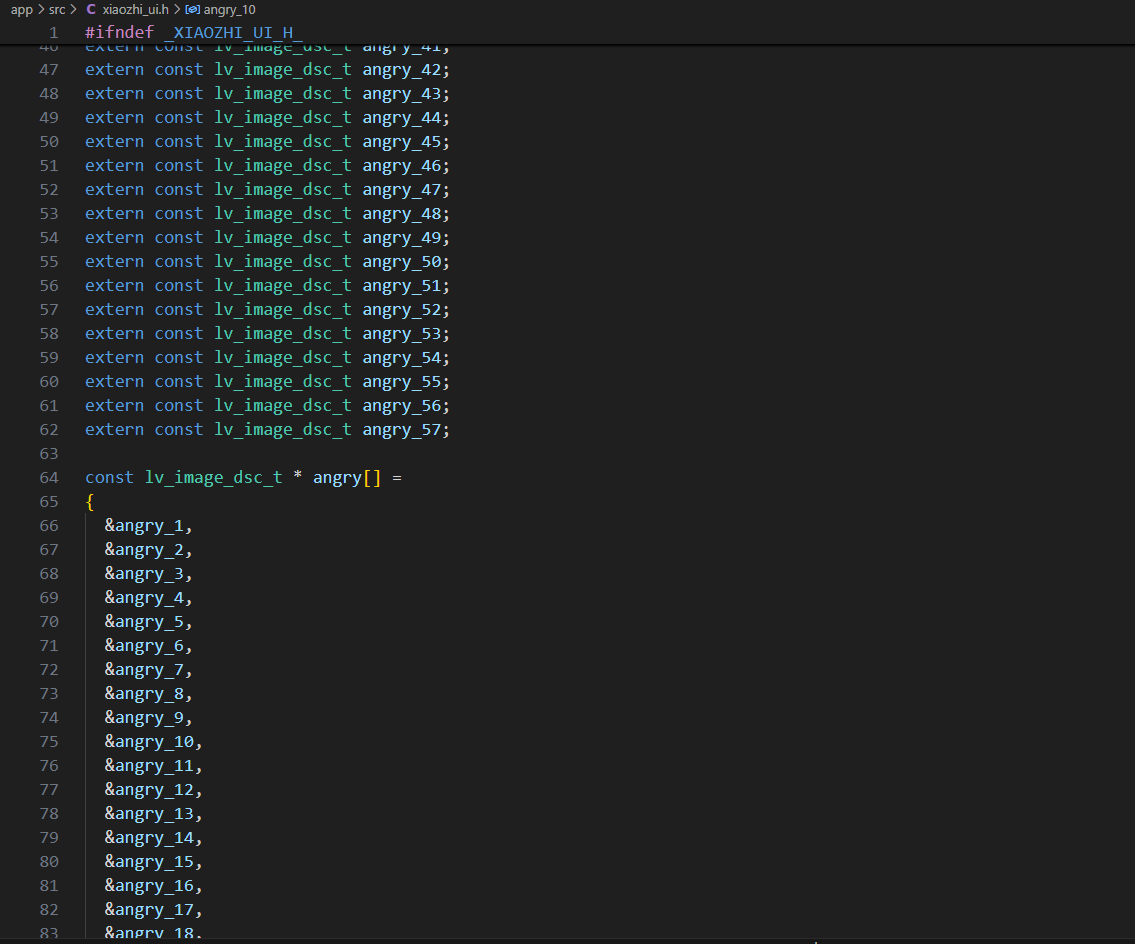 app > src > C xiaozhi_ui.h > angry_10
1 #ifndef _XIAOZHI_UI_H_
46 extern const lv_image_dsc_t angry_41;
47 extern const lv_image_dsc_t angry_42;
48 extern const lv_image_dsc_t angry_43;
49 extern const lv_image_dsc_t angry_44;
50 extern const lv_image_dsc_t angry_45;
51 extern const lv_image_dsc_t angry_46;
52 extern const lv_image_dsc_t angry_47;
53 extern const lv_image_dsc_t angry_48;
54 extern const lv_image_dsc_t angry_49;
55 extern const lv_image_dsc_t angry_50;
56 extern const lv_image_dsc_t angry_51;
57 extern const lv_image_dsc_t angry_52;
58 extern const lv_image_dsc_t angry_53;
59 extern const lv_image_dsc_t angry_54;
60 extern const lv_image_dsc_t angry_55;
61 extern const lv_image_dsc_t angry_56;
62 extern const lv_image_dsc_t angry_57;
63
64 const lv_image_dsc_t * angry[] =
65 {
66 &angry_1,
67 &angry_2,
68 &angry_3,
69 &angry_4,
70 &angry_5,
71 &angry_6,
72 &angry_7,
73 &angry_8,
74 &angry_9,
75 &angry_10,
76 &angry_11,
77 &angry_12,
78 &angry_13,
79 &angry_14,
80 &angry_15,
81 &angry_16,
82 &angry_17,
83 &angry_18,